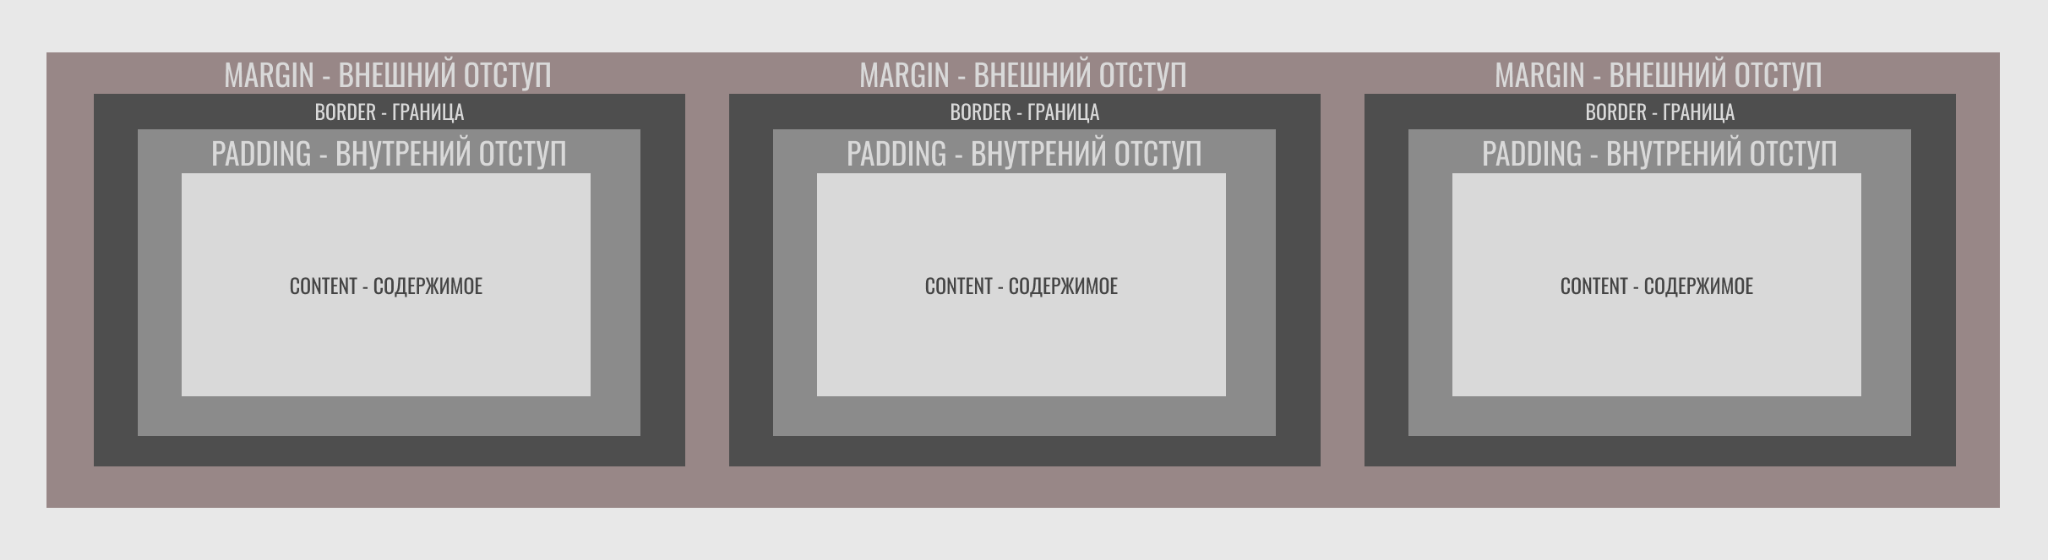 MARGIN - ВНЕШНИЙ ОТСТУП
BORDER - ГРАНИЦА
PADDING - ВНУТРЕНИЙ ОТСТУП
CONTENT - СОДЕРЖИМОЕ
MARGIN - ВНЕШНИЙ ОТСТУП
BORDER - ГРАНИЦА
PADDING - ВНУТРЕНИЙ ОТСТУП
CONTENT - СОДЕРЖИМОЕ
MARGIN - ВНЕШНИЙ ОТСТУП
BORDER - ГРАНИЦА
PADDING - ВНУТРЕНИЙ ОТСТУП
CONTENT - СОДЕРЖИМОЕ